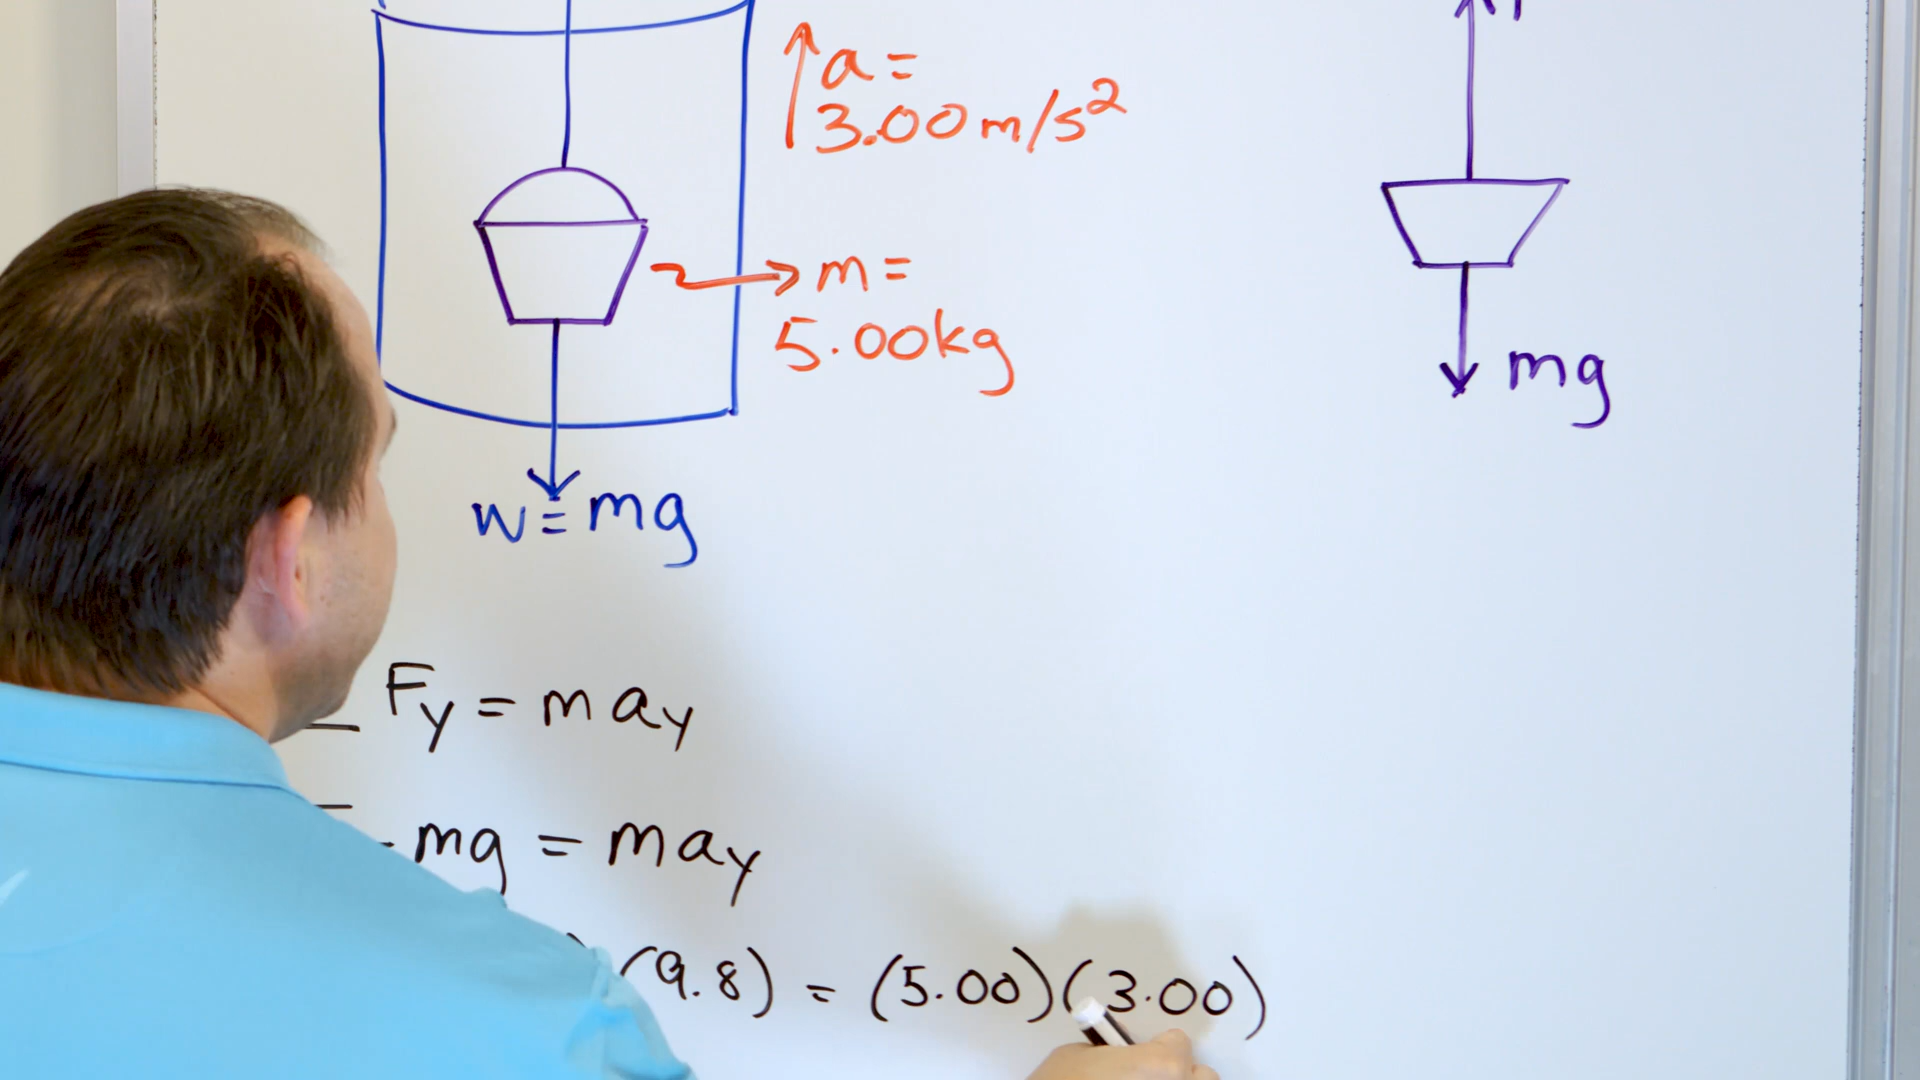 a =
3.00 m/s²
m =
5.00 kg
mg
w = mg
Fy = may
- mg = may
) (9.8) = (5.00)(3.00)